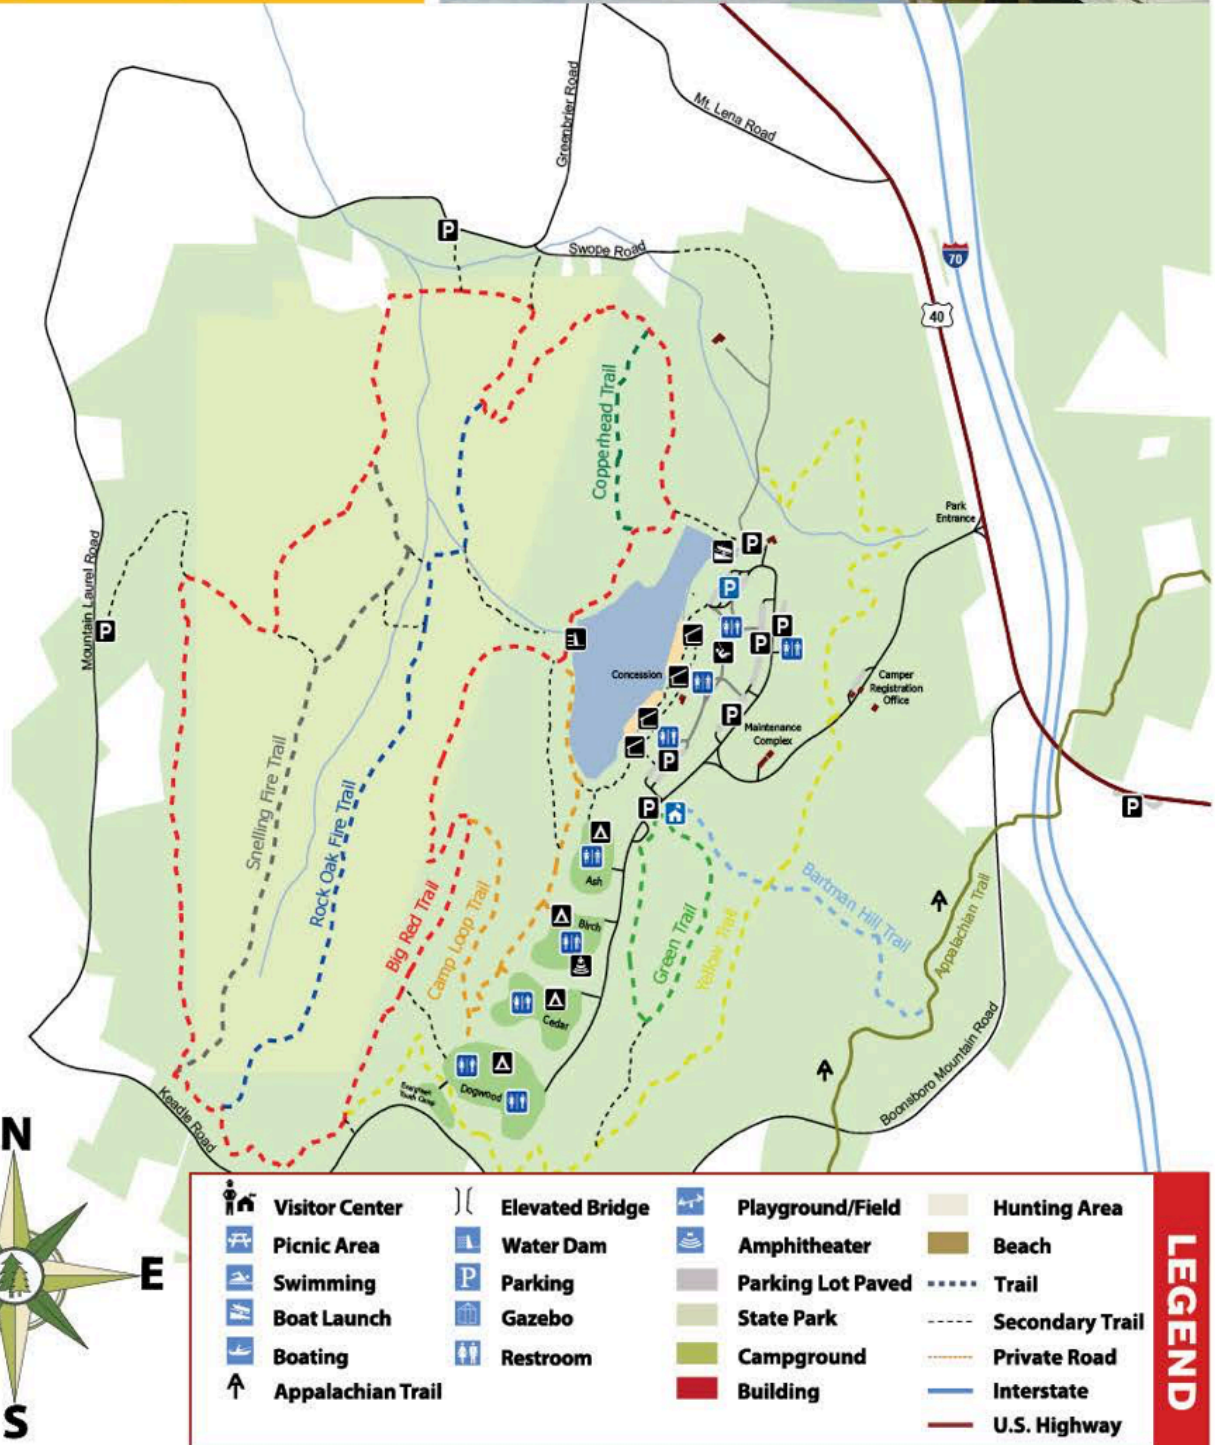 Greenbrier Road
Mt. Lena Road
P
Swope Road
70
40
Copperhead Trail
Park
Entrance
P
P
Mountain Laurel Road
P
P
P
P
Concession
Camper
Registration
Office
P
Maintenance
Complex
P
Snelling Fire Trail
Rock Oak Fire Trail
P
P
Ash
Bartman Hill Trail
Big Red Trail
Camp Loop Trail
Birch
Green Trail
Yellow Trail
Appalachian Trail
Cedar
Dogwood
Youth Group
Boonsboro Mountain Road
Keadle Road
N
E
S
Visitor Center
Elevated Bridge
Playground/Field
Hunting Area
Picnic Area
Water Dam
Amphitheater
Beach
Swimming
P
Parking
Parking Lot Paved
Trail
Boat Launch
Gazebo
State Park
Secondary Trail
Boating
Restroom
Campground
Private Road
Appalachian Trail
Building
Interstate
U.S. Highway
LEGEND